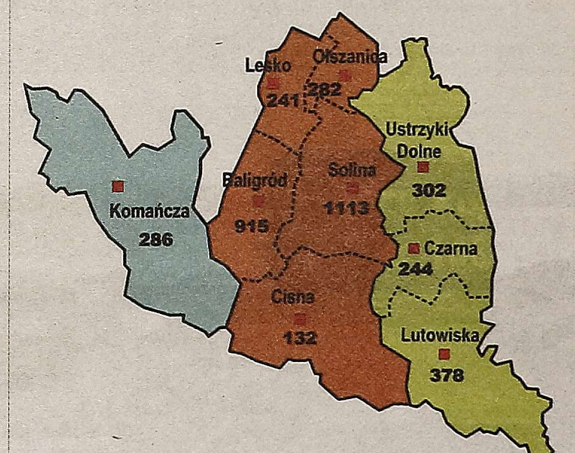 Lesko
241
Olszanica
282
Ustrzyki
Dolne
302
Baligród
915
Solina
1113
Komańcza
286
Czarna
244
Cisna
132
Lutowiska
378